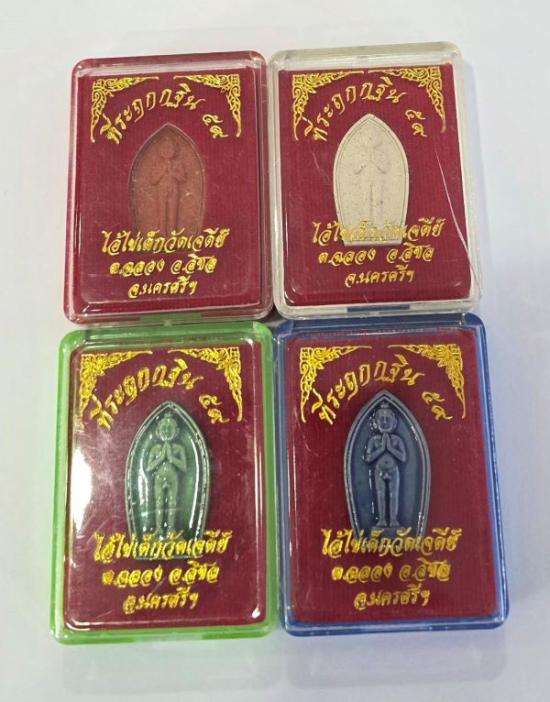 ที่ระฤกกฐิน ๕๙
ไอ้ไข่เด็กวัดเจดีย์
ต.ฉลอง อ.สิชล
จ.นครศรีฯ
ที่ระฤกกฐิน ๕๙
ไอ้ไข่เด็กวัดเจดีย์
ต.ฉลอง อ.สิชล
จ.นครศรีฯ
ที่ระฤกกฐิน ๕๙
ไอ้ไข่เด็กวัดเจดีย์
ต.ฉลอง อ.สิชล
จ.นครศรีฯ
ที่ระฤกกฐิน ๕๙
ไอ้ไข่เด็กวัดเจดีย์
ต.ฉลอง อ.สิชล
จ.นครศรีฯ